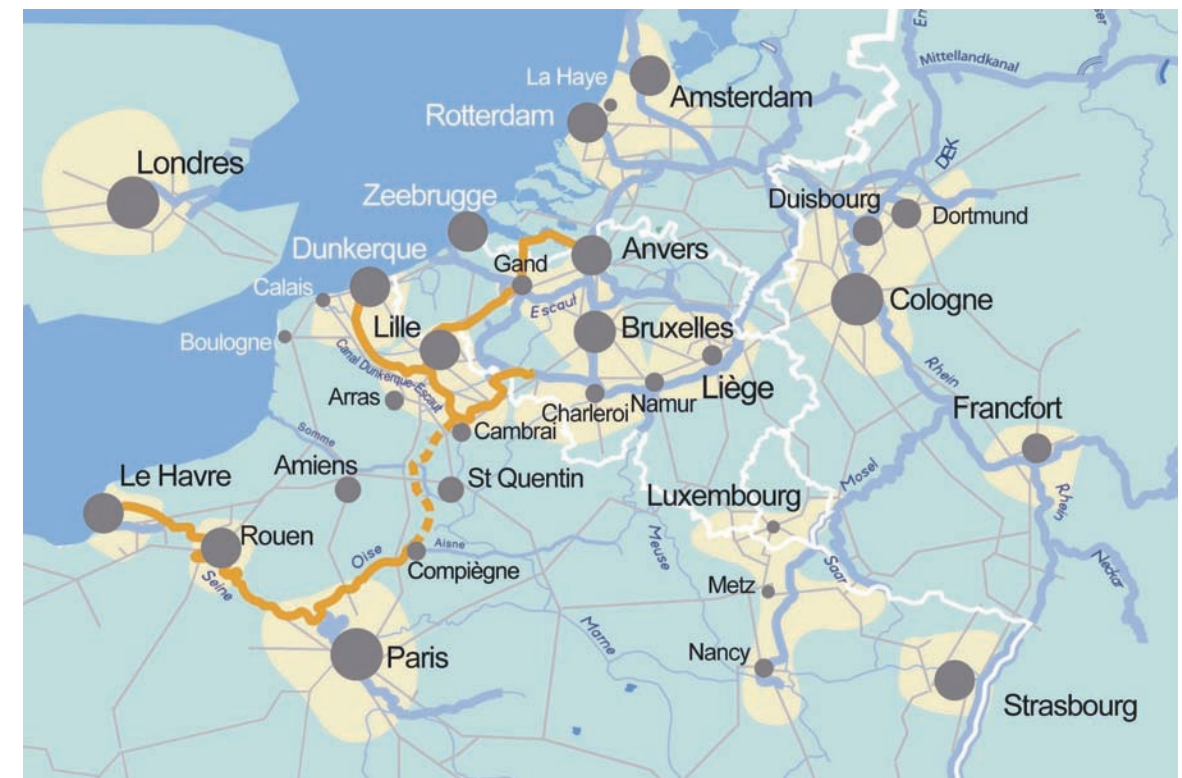 Em
ser
Mittellandkanal
La Haye
Amsterdam
Rotterdam
DEK
Londres
Zeebrugge
Duisbourg
Dortmund
Dunkerque
Anvers
Gand
Calais
Escaut
Cologne
Lille
Bruxelles
Boulogne
Canal Dunkerque-Escaut
Liège
Rhein
Arras
Charleroi
Namur
Francfort
Cambrai
Somme
Le Havre
Amiens
St Quentin
Mosel
Luxembourg
Rhein
Rouen
Oise
Aisne
Meuse
Compiègne
Saar
Neckar
Seine
Metz
Marne
Paris
Nancy
Strasbourg